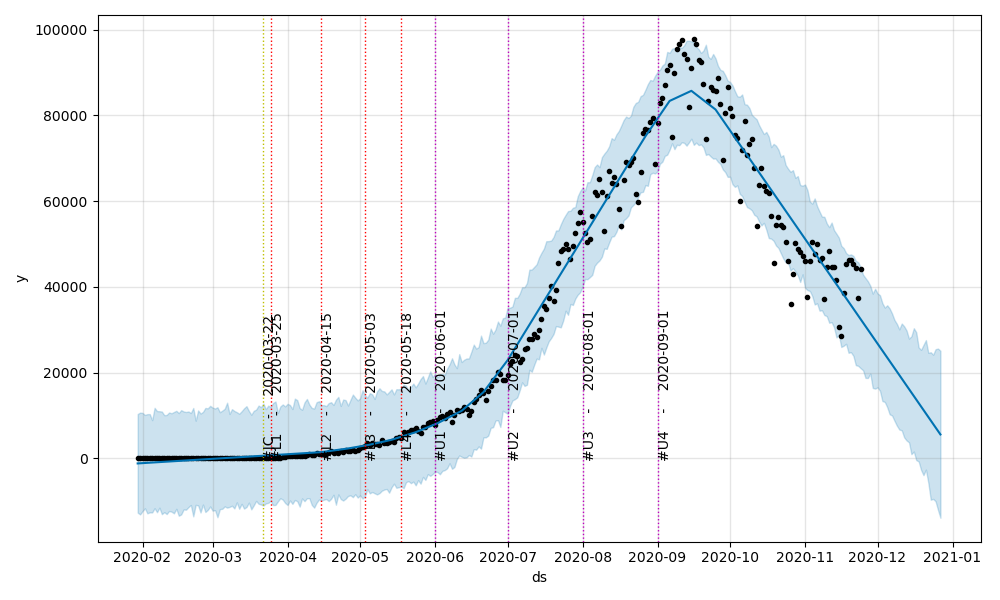 100000
80000
60000
40000
20000
0
y
#JC - 2020-03-22
#L1 - 2020-03-25
#L2 - 2020-04-15
#L3 - 2020-05-03
#L4 - 2020-05-18
#U1 - 2020-06-01
#U2 - 2020-07-01
#U3 - 2020-08-01
#U4 - 2020-09-01
2020-02
2020-03
2020-04
2020-05
2020-06
2020-07
2020-08
2020-09
2020-10
2020-11
2020-12
2021-01
ds